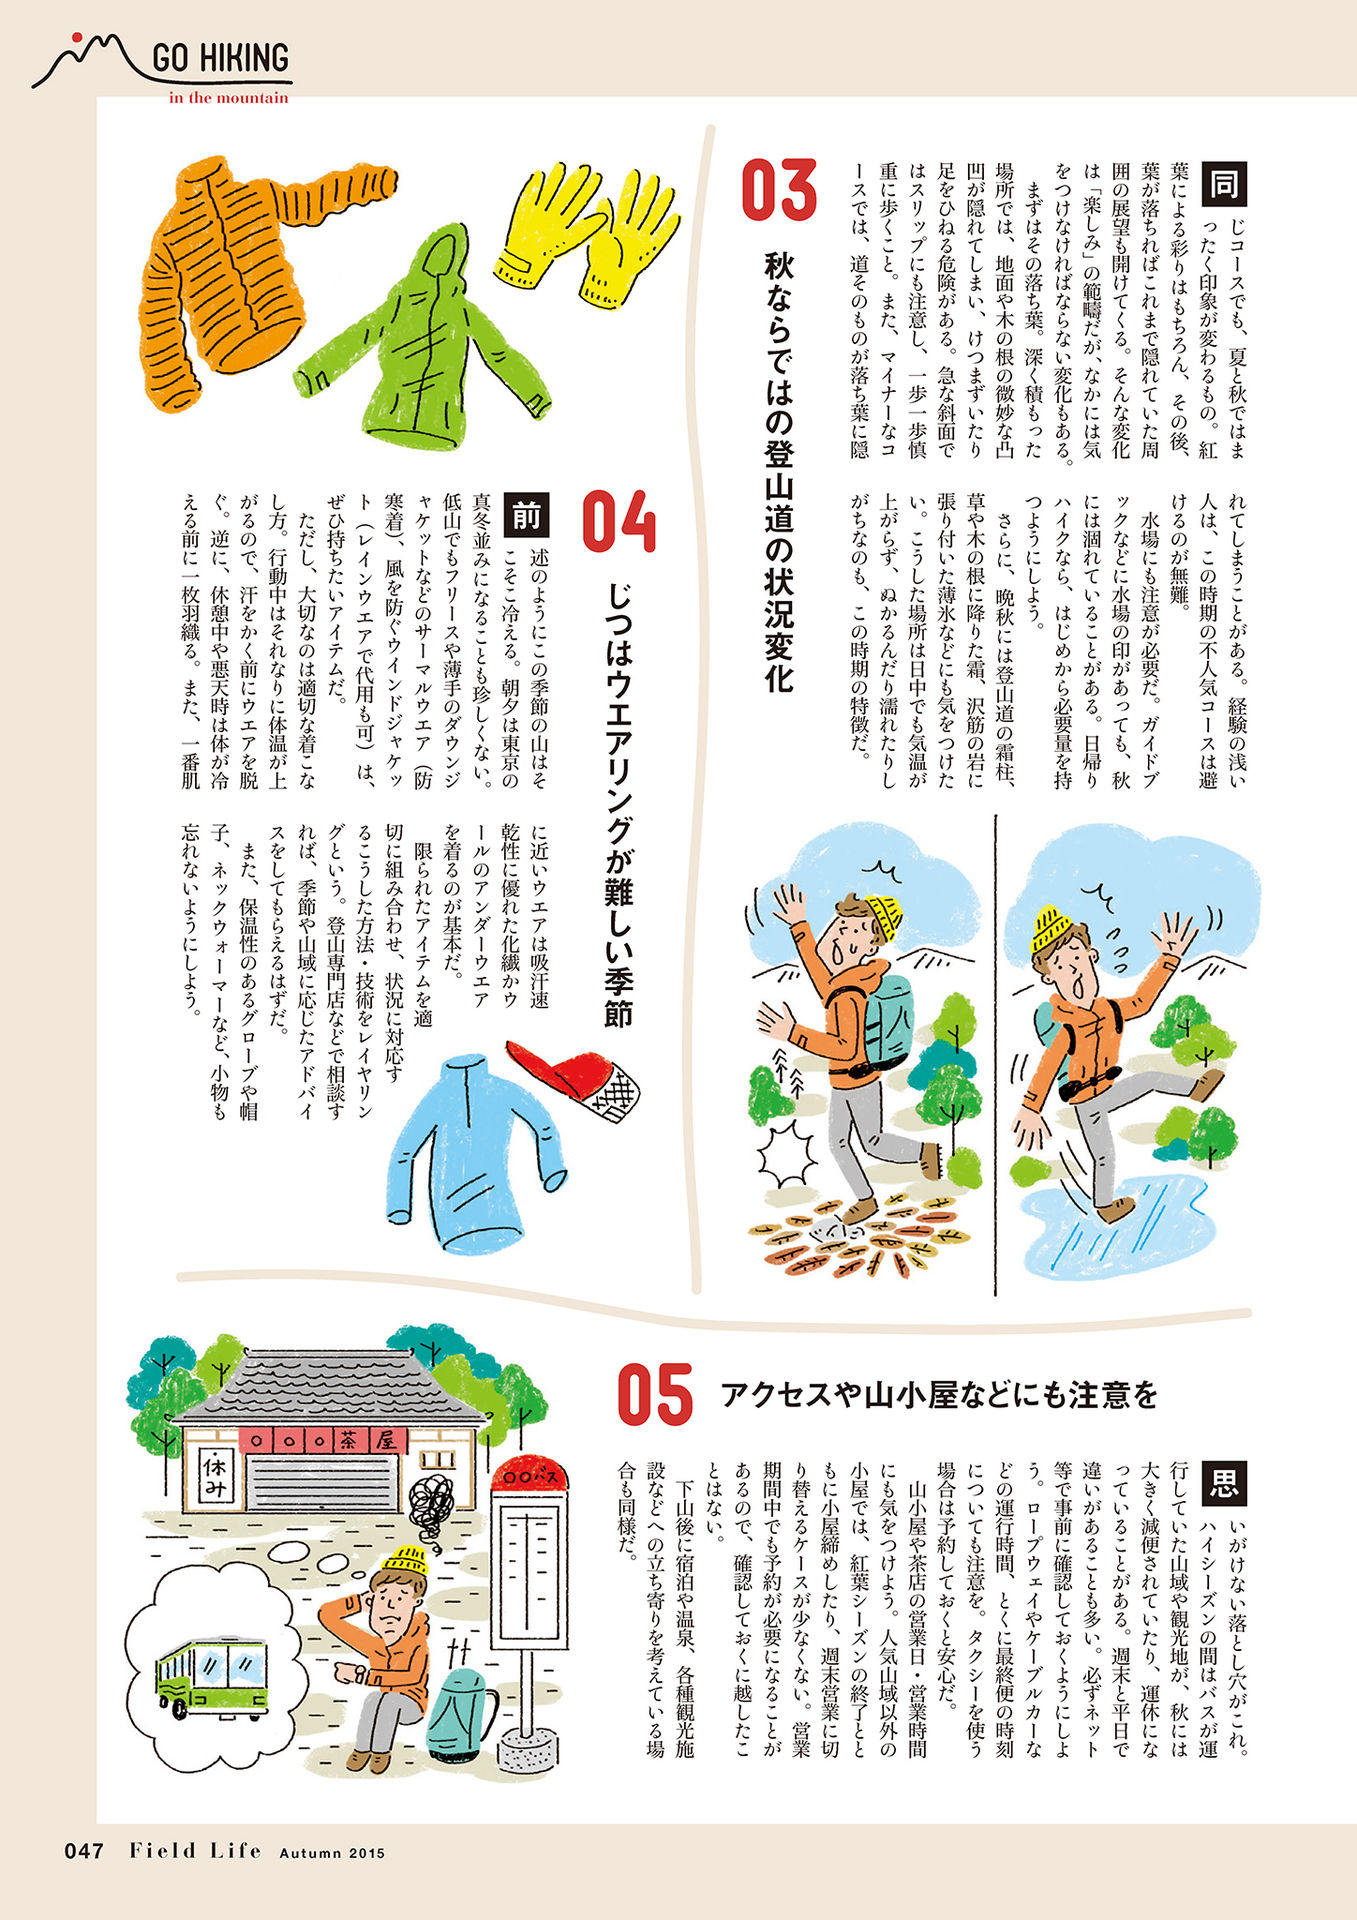 GO HIKING
in the mountain
03
秋ならではの登山道の状況変化
同
じコースでも、夏と秋ではま
ったく印象が変わるもの。紅
葉による彩りはもちろん、その後、
葉が落ちればこれまで隠れていた周
囲の展望も開けてくる。そんな変化
は「楽しみ」の範疇だが、なかには気
をつけなければならない変化もある。
まずはその落ち葉。深く積もった
場所では、地面や木の根の微妙な凸
凹が隠れてしまい、けつまずいたり
足をひねる危険がある。急な斜面で
はスリップにも注意し、一歩一歩慎
重に歩くこと。また、マイナーなコ
ースでは、道そのものが落ち葉に隠
れてしまうことがある。経験の浅い
人は、この時期の不人気コースは避
けるのが無難。
水場にも注意が必要だ。ガイドブ
ックなどに水場の印があっても、秋
には涸れていることがある。日帰り
ハイクなら、はじめから必要量を持
つようにしよう。
さらに、晩秋には登山道の霜柱、
草や木の根に降りた霜、沢筋の岩に
張り付いた薄氷などにも気をつけた
い。こうした場所は日中でも気温が
上がらず、ぬかるんだり濡れたりし
がちなのも、この時期の特徴だ。
04
じつはウエアリングが難しい季節
前
述のようにこの季節の山はそ
こそこ冷える。朝夕は東京の
真冬並みになることも珍しくない。
低山でもフリースや薄手のダウンジ
ャケットなどのサーマルウエア（防
寒着）、風を防ぐウインドジャケッ
ト（レインウエアで代用も可）は、
ぜひ持ちたいアイテムだ。
ただし、大切なのは適切な着こな
し方。行動中はそれなりに体温が上
がるので、汗をかく前にウエアを脱
ぐ。逆に、休憩中や悪天時は体が冷
える前に一枚羽織る。また、一番肌
に近いウエアは吸汗速
乾性に優れた化繊かウ
ールのアンダーウエア
を着るのが基本だ。
限られたアイテムを適
切に組み合わせ、状況に対応す
るこうした方法・技術をレイヤリン
グという。登山専門店などで相談す
れば、季節や山域に応じたアドバイ
スをしてもらえるはずだ。
また、保温性のあるグローブや帽
子、ネックウォーマーなど、小物も
忘れないようにしよう。
05
アクセスや山小屋などにも注意を
思
いがけない落とし穴がこれ。
ハイシーズンの間はバスが運
行していた山域や観光地が、秋には
大きく減便されていたり、運休にな
っていることがある。週末と平日で
違いがあることも多い。必ずネット
等で事前に確認しておくようにしよ
う。ロープウェイやケーブルカーな
どの運行時間、とくに最終便の時刻
についても注意を。タクシーを使う
場合は予約しておくと安心だ。
山小屋や茶店の営業日・営業時間
にも気をつけよう。人気山域以外の
小屋では、紅葉シーズンの終了とと
もに小屋締めしたり、週末営業に切
り替えるケースが少なくない。営業
期間中でも予約が必要になることが
あるので、確認しておくに越したこ
とはない。
下山後に宿泊や温泉、各種観光施
設などへの立ち寄りを考えている場
合も同様だ。
○○○茶屋
休み
○○バス
047 Field Life Autumn 2015